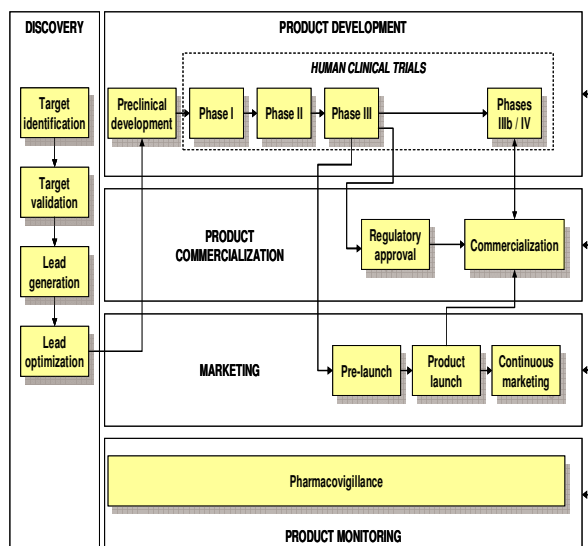 DISCOVERY
Target
identification
Target
validation
Lead
generation
Lead
optimization
PRODUCT DEVELOPMENT
HUMAN CLINICAL TRIALS
Preclinical
development
Phase I
Phase II
Phase III
Phases
IIIb / IV
PRODUCT
COMMERCIALIZATION
Regulatory
approval
Commercialization
MARKETING
Pre-launch
Product
launch
Continuous
marketing
Pharmacovigillance
PRODUCT MONITORING